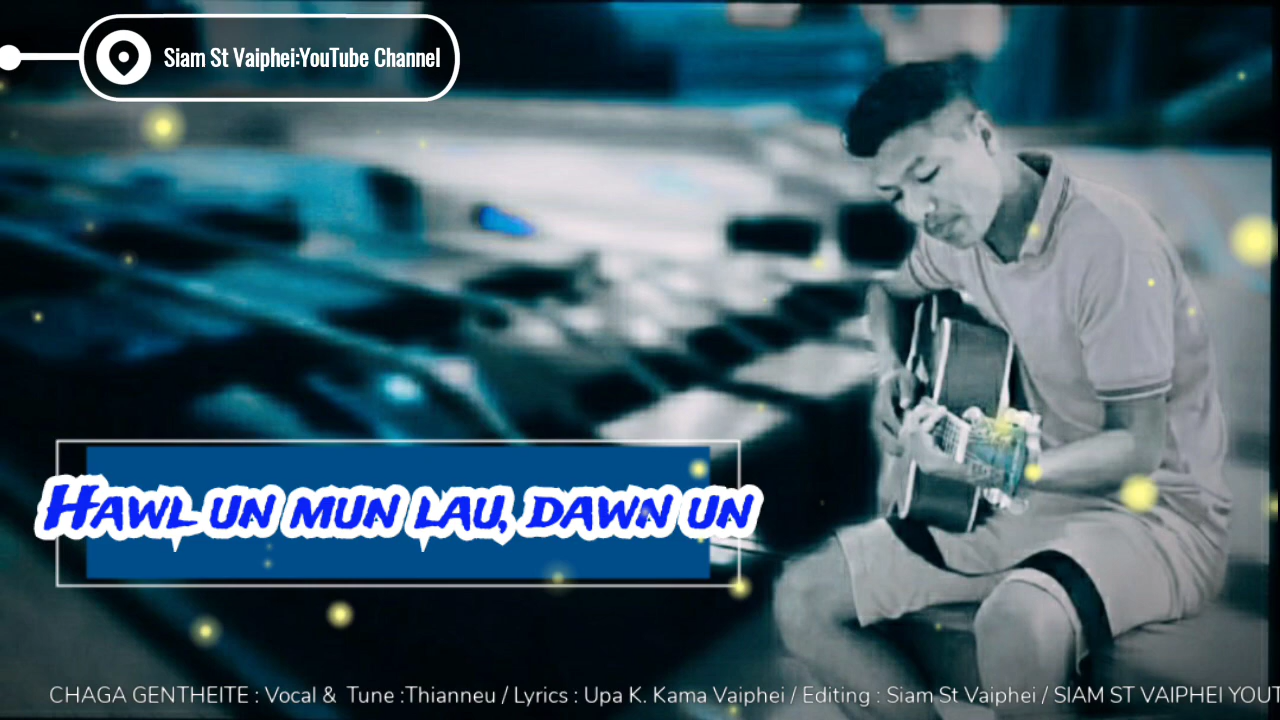 Siam St Vaiphei:YouTube Channel
Hawl un mun lau, dawn un
CHAGA GENTHEITE : Vocal & Tune :Thianneu / Lyrics : Upa K. Kama Vaiphei / Editing : Siam St Vaiphei / SIAM ST VAIPHEI YOUT